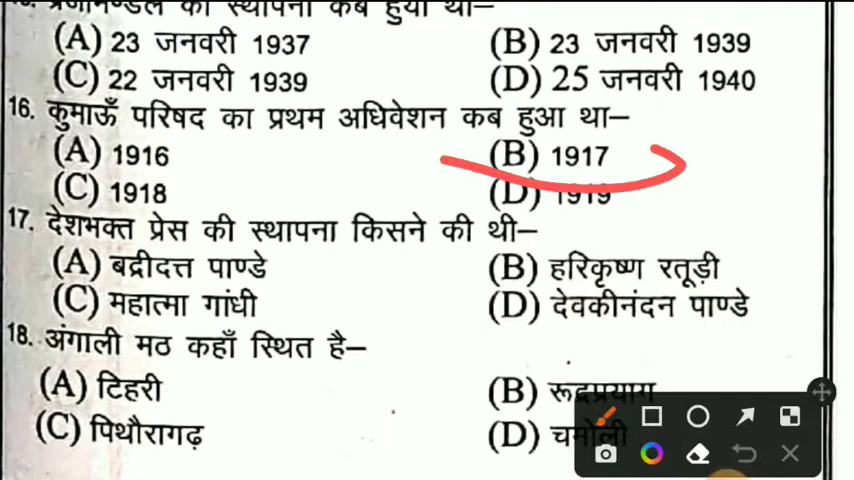 प्रजामण्डल की स्थापना कब हुयी थी—
(A) 23 जनवरी 1937 (B) 23 जनवरी 1939
(C) 22 जनवरी 1939 (D) 25 जनवरी 1940
16. कुमाऊँ परिषद का प्रथम अधिवेशन कब हुआ था—
(A) 1916 (B) 1917
(C) 1918 (D) 1919
17. देशभक्त प्रेस की स्थापना किसने की थी—
(A) बद्रीदत्त पाण्डे (B) हरिकृष्ण रतूड़ी
(C) महात्मा गांधी (D) देवकीनंदन पाण्डे
18. अंगाली मठ कहाँ स्थित है—
(A) टिहरी (B) रूद्रप्रयाग
(C) पिथौरागढ़ (D) चमोली